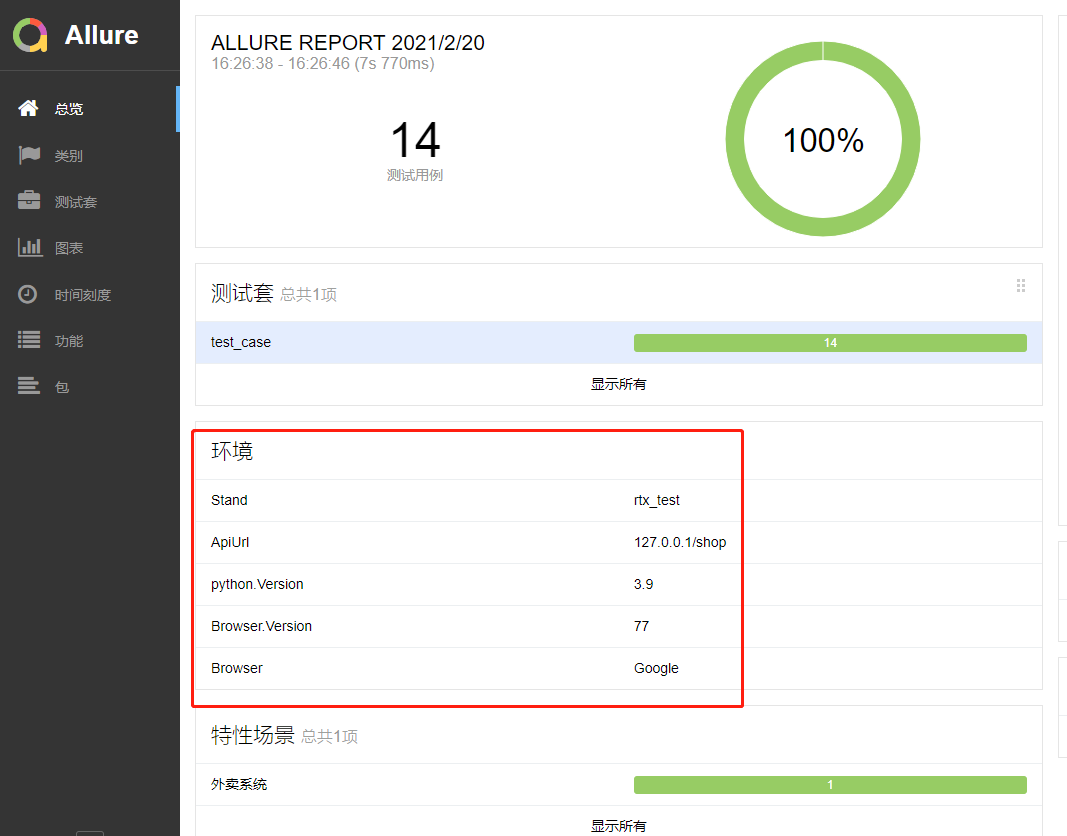 Allure
总览
类别
测试套
图表
时间刻度
功能
包
ALLURE REPORT 2021/2/20
16:26:38 - 16:26:46 (7s 770ms)
14
测试用例
100%
测试套 总共1项
test_case 14
显示所有
环境
Stand rtx_test
ApiUrl 127.0.0.1/shop
python.Version 3.9
Browser.Version 77
Browser Google
特性场景 总共1项
外卖系统 1
显示所有